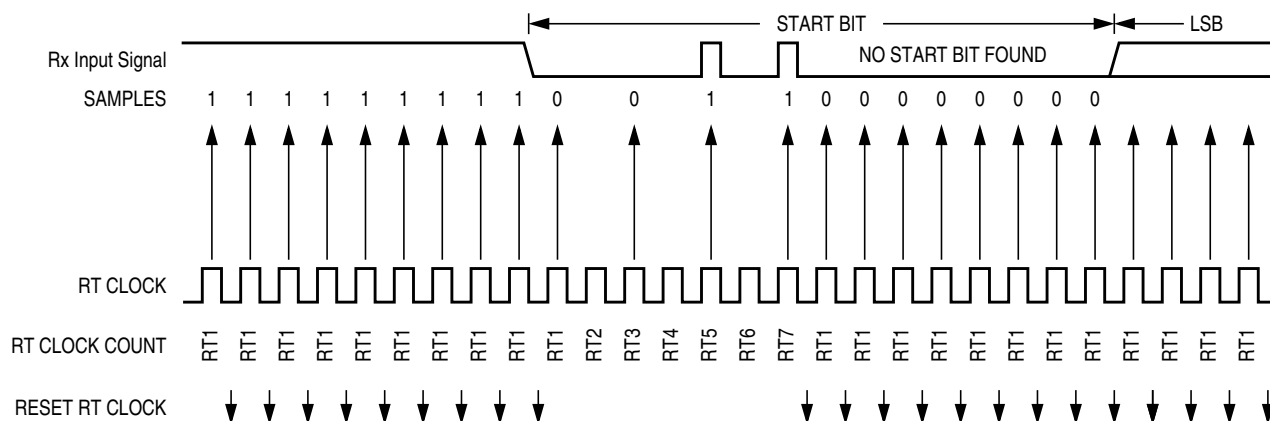 START BIT LSB
Rx Input Signal NO START BIT FOUND
SAMPLES 1 1 1 1 1 1 1 1 1 0 0 1 1 0 0 0 0 0 0 0 0
RT CLOCK
RT CLOCK COUNT RT1 RT1 RT1 RT1 RT1 RT1 RT1 RT1 RT1 RT1 RT2 RT3 RT4 RT5 RT6 RT7 RT1 RT1 RT1 RT1 RT1 RT1 RT1 RT1 RT1 RT1 RT1 RT1
RESET RT CLOCK